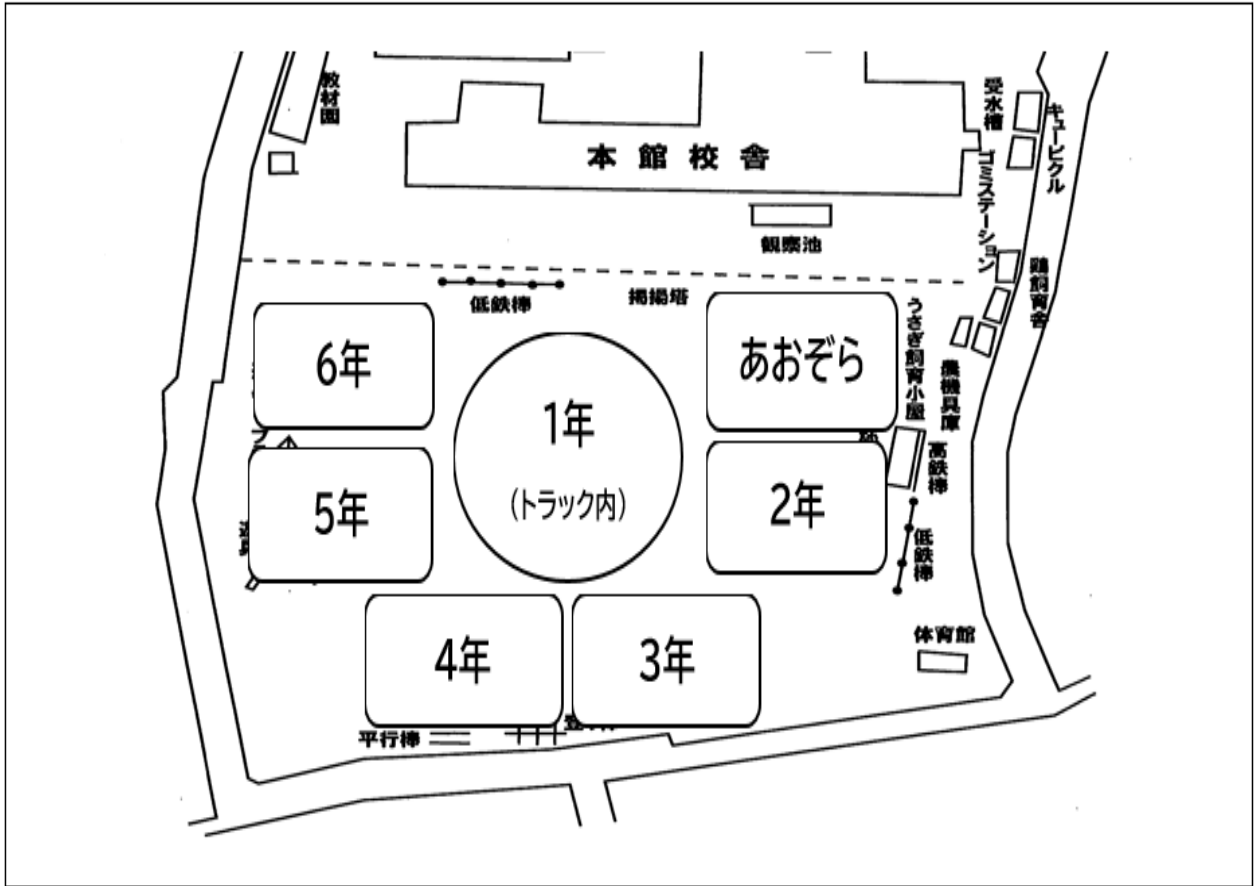 教材園
受水槽
キュービクル
本館校舎
ゴミステーション
観察池
鶏飼育舎
低鉄棒
掲揚塔
うさぎ飼育小屋
農機具庫
6年
1年
(トラック内)
あおぞら
高鉄棒
5年
2年
低鉄棒
4年
3年
体育館
平行棒